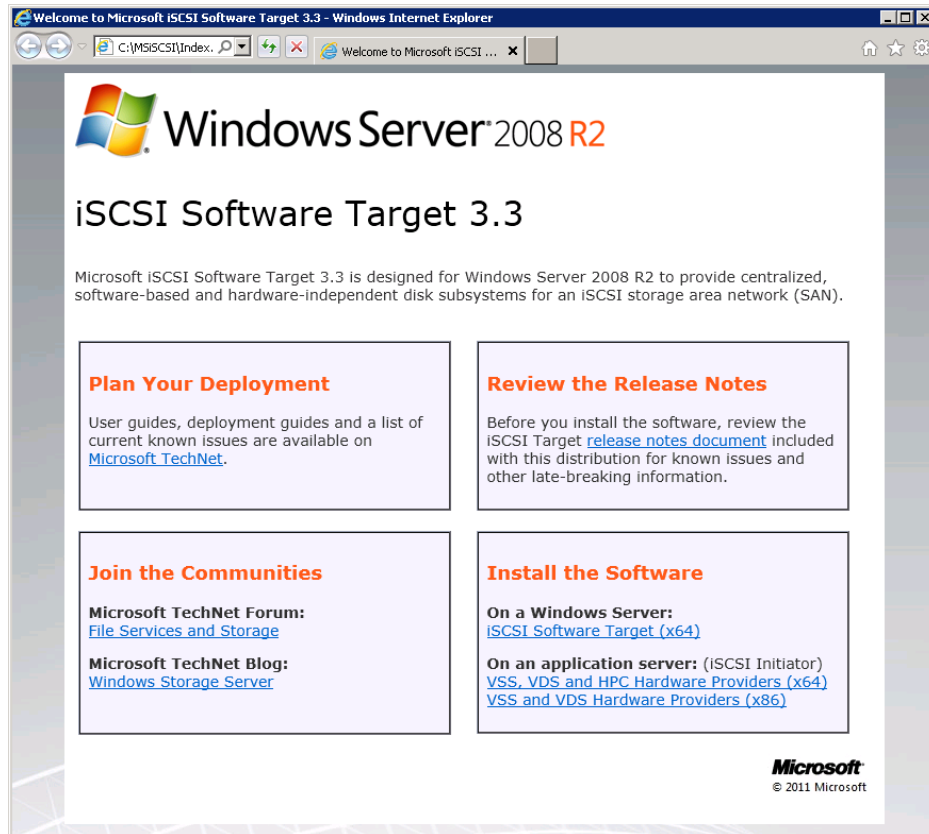 Welcome to Microsoft iSCSI Software Target 3.3 - Windows Internet Explorer
C:\MSiSCSI\Index.
Welcome to Microsoft iSCSI ...
Windows Server 2008 R2
iSCSI Software Target 3.3
Microsoft iSCSI Software Target 3.3 is designed for Windows Server 2008 R2 to provide centralized,
software-based and hardware-independent disk subsystems for an iSCSI storage area network (SAN).
Plan Your Deployment
User guides, deployment guides and a list of
current known issues are available on
Microsoft TechNet.
Review the Release Notes
Before you install the software, review the
iSCSI Target release notes document included
with this distribution for known issues and
other late-breaking information.
Join the Communities
Microsoft TechNet Forum:
File Services and Storage
Microsoft TechNet Blog:
Windows Storage Server
Install the Software
On a Windows Server:
iSCSI Software Target (x64)
On an application server: (iSCSI Initiator)
VSS, VDS and HPC Hardware Providers (x64)
VSS and VDS Hardware Providers (x86)
Microsoft
© 2011 Microsoft